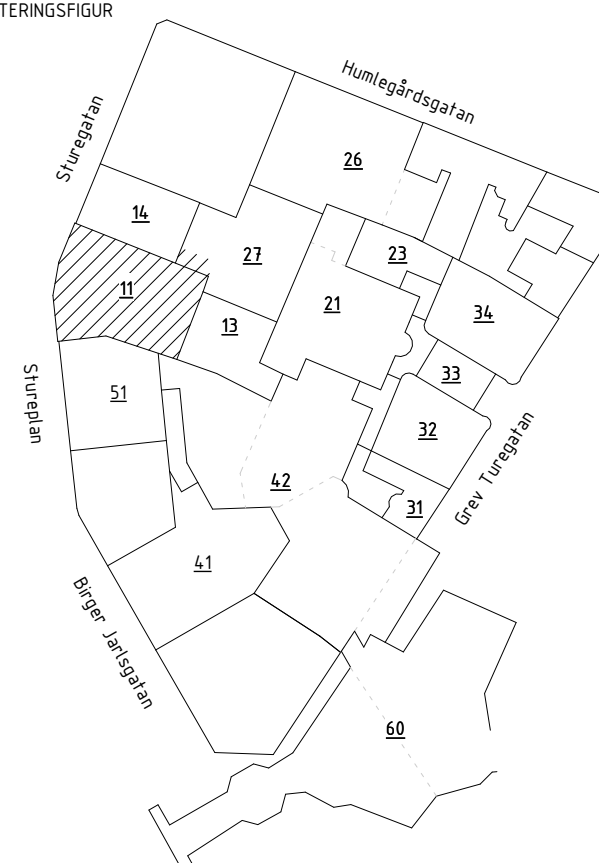 TERINGSFIGUR
Humlegårdsgatan
Sturegatan
26
14
27
23
11
21
34
13
33
Stureplan
51
32
Grev Turegatan
42
31
41
Birger Jarlsgatan
60